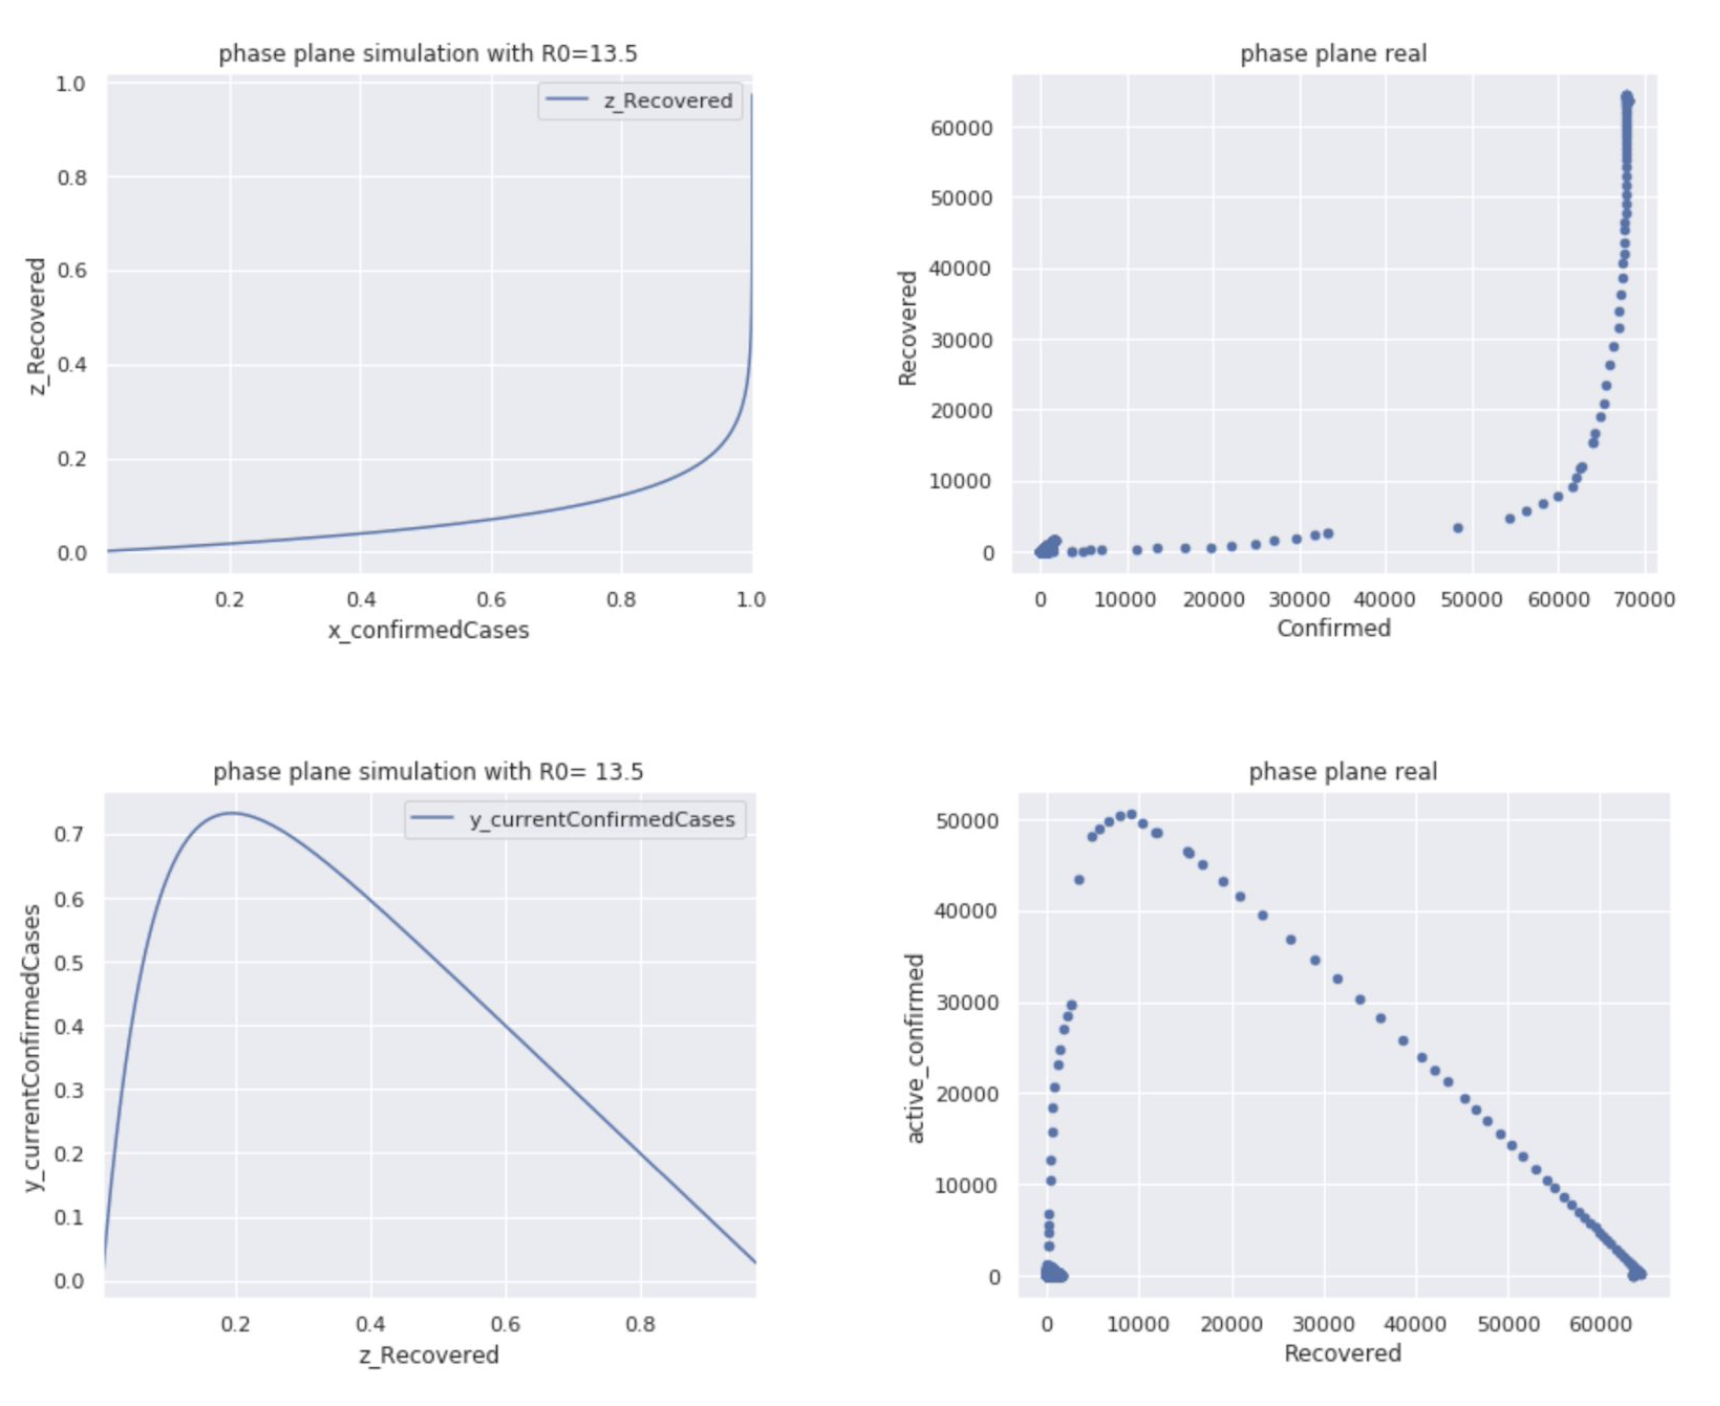 phase plane simulation with R0=13.5
z_Recovered
1.0
0.8
0.6
0.4
0.2
0.0
z_Recovered
0.2 0.4 0.6 0.8 1.0
x_confirmedCases
phase plane real
60000
50000
40000
30000
20000
10000
0
Recovered
0 10000 20000 30000 40000 50000 60000 70000
Confirmed
phase plane simulation with R0= 13.5
y_currentConfirmedCases
0.7
0.6
0.5
0.4
0.3
0.2
0.1
0.0
y_currentConfirmedCases
0.2 0.4 0.6 0.8
z_Recovered
phase plane real
50000
40000
30000
20000
10000
0
active_confirmed
0 10000 20000 30000 40000 50000 60000
Recovered